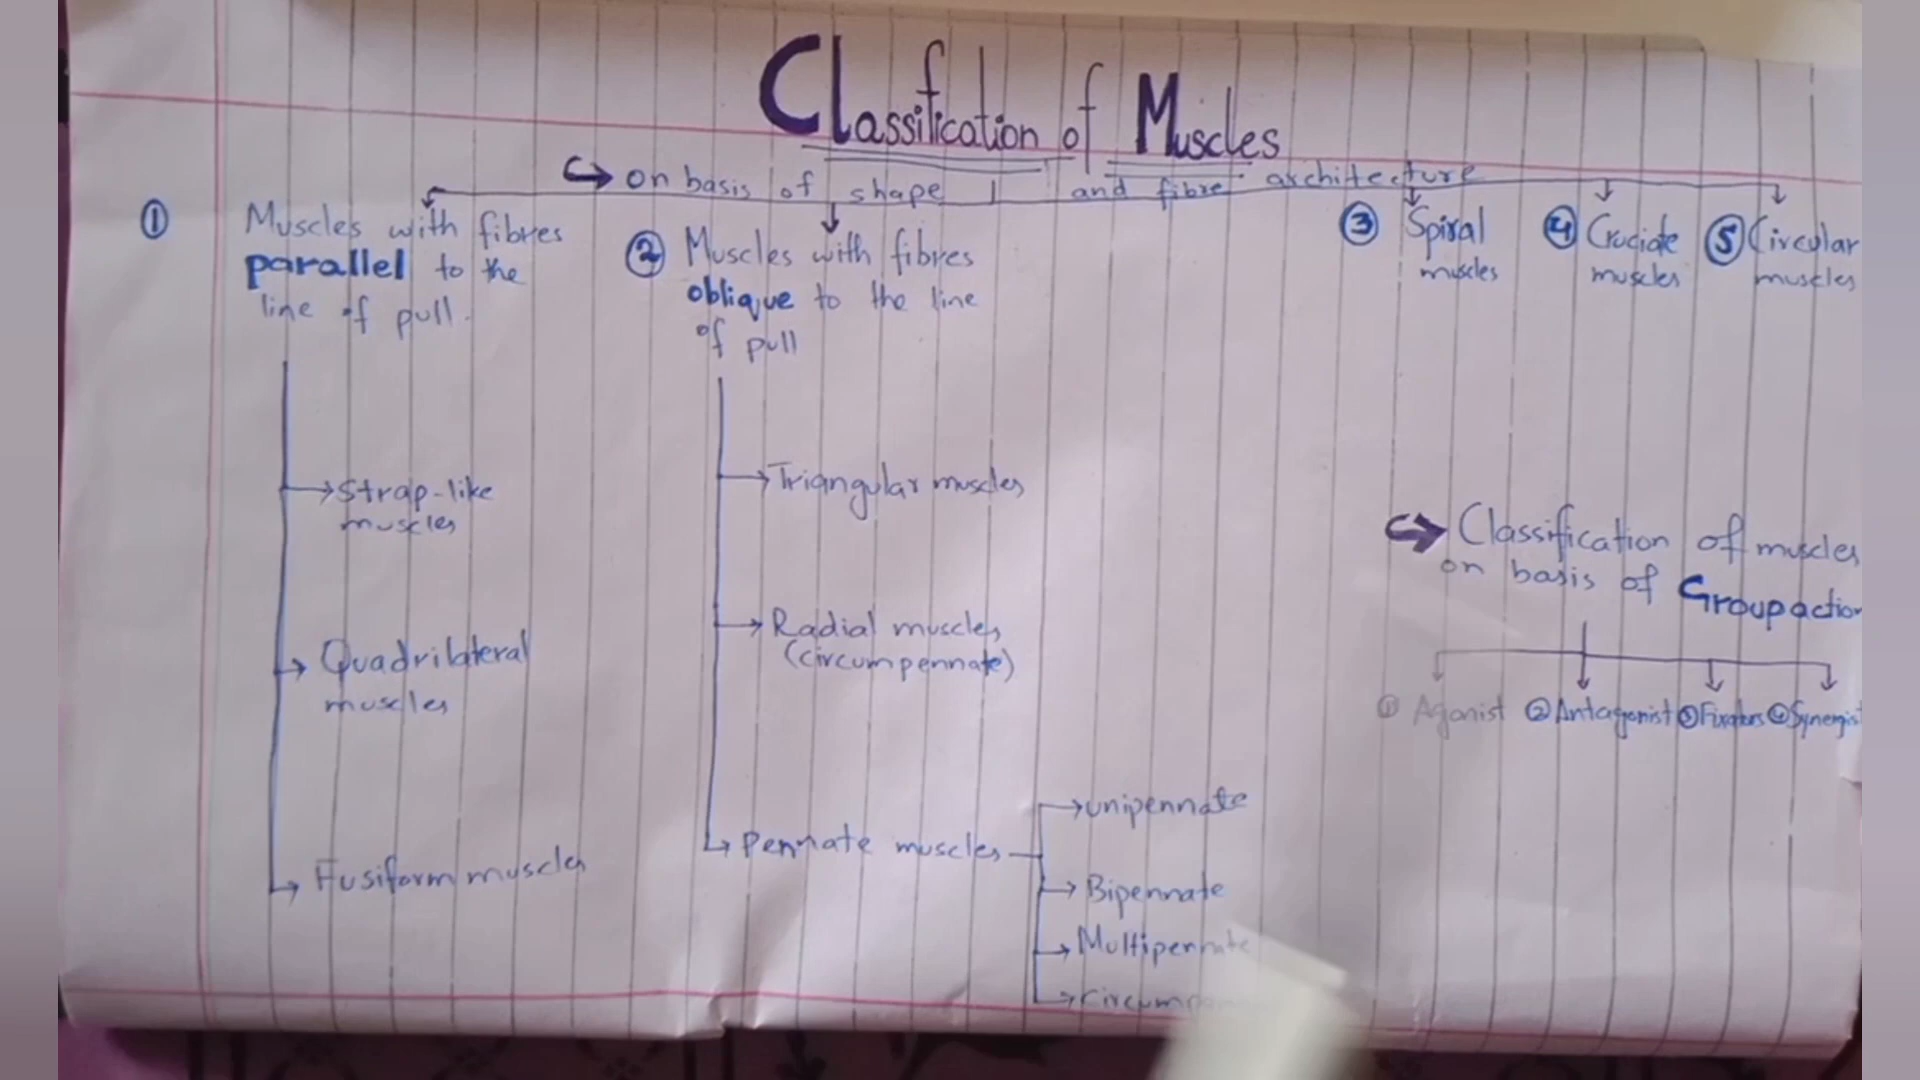 Classification of Muscles
on basis of shape and fibre architecture
① Muscles with fibres
parallel to the
line of pull.
Strap-like
muscles
Quadrilateral
muscles
Fusiform muscles
② Muscles with fibres
oblique to the line
of pull
Triangular muscles
Radial muscles
(circumpennate)
Pennate muscles
unipennate
Bipennate
Multipennate
③ Spiral
muscles
④ Cruciate
muscles
⑤ Circular
muscles
Classification of muscles
on basis of Group action
① Agonist ② Antagonist ③ Fixators ④